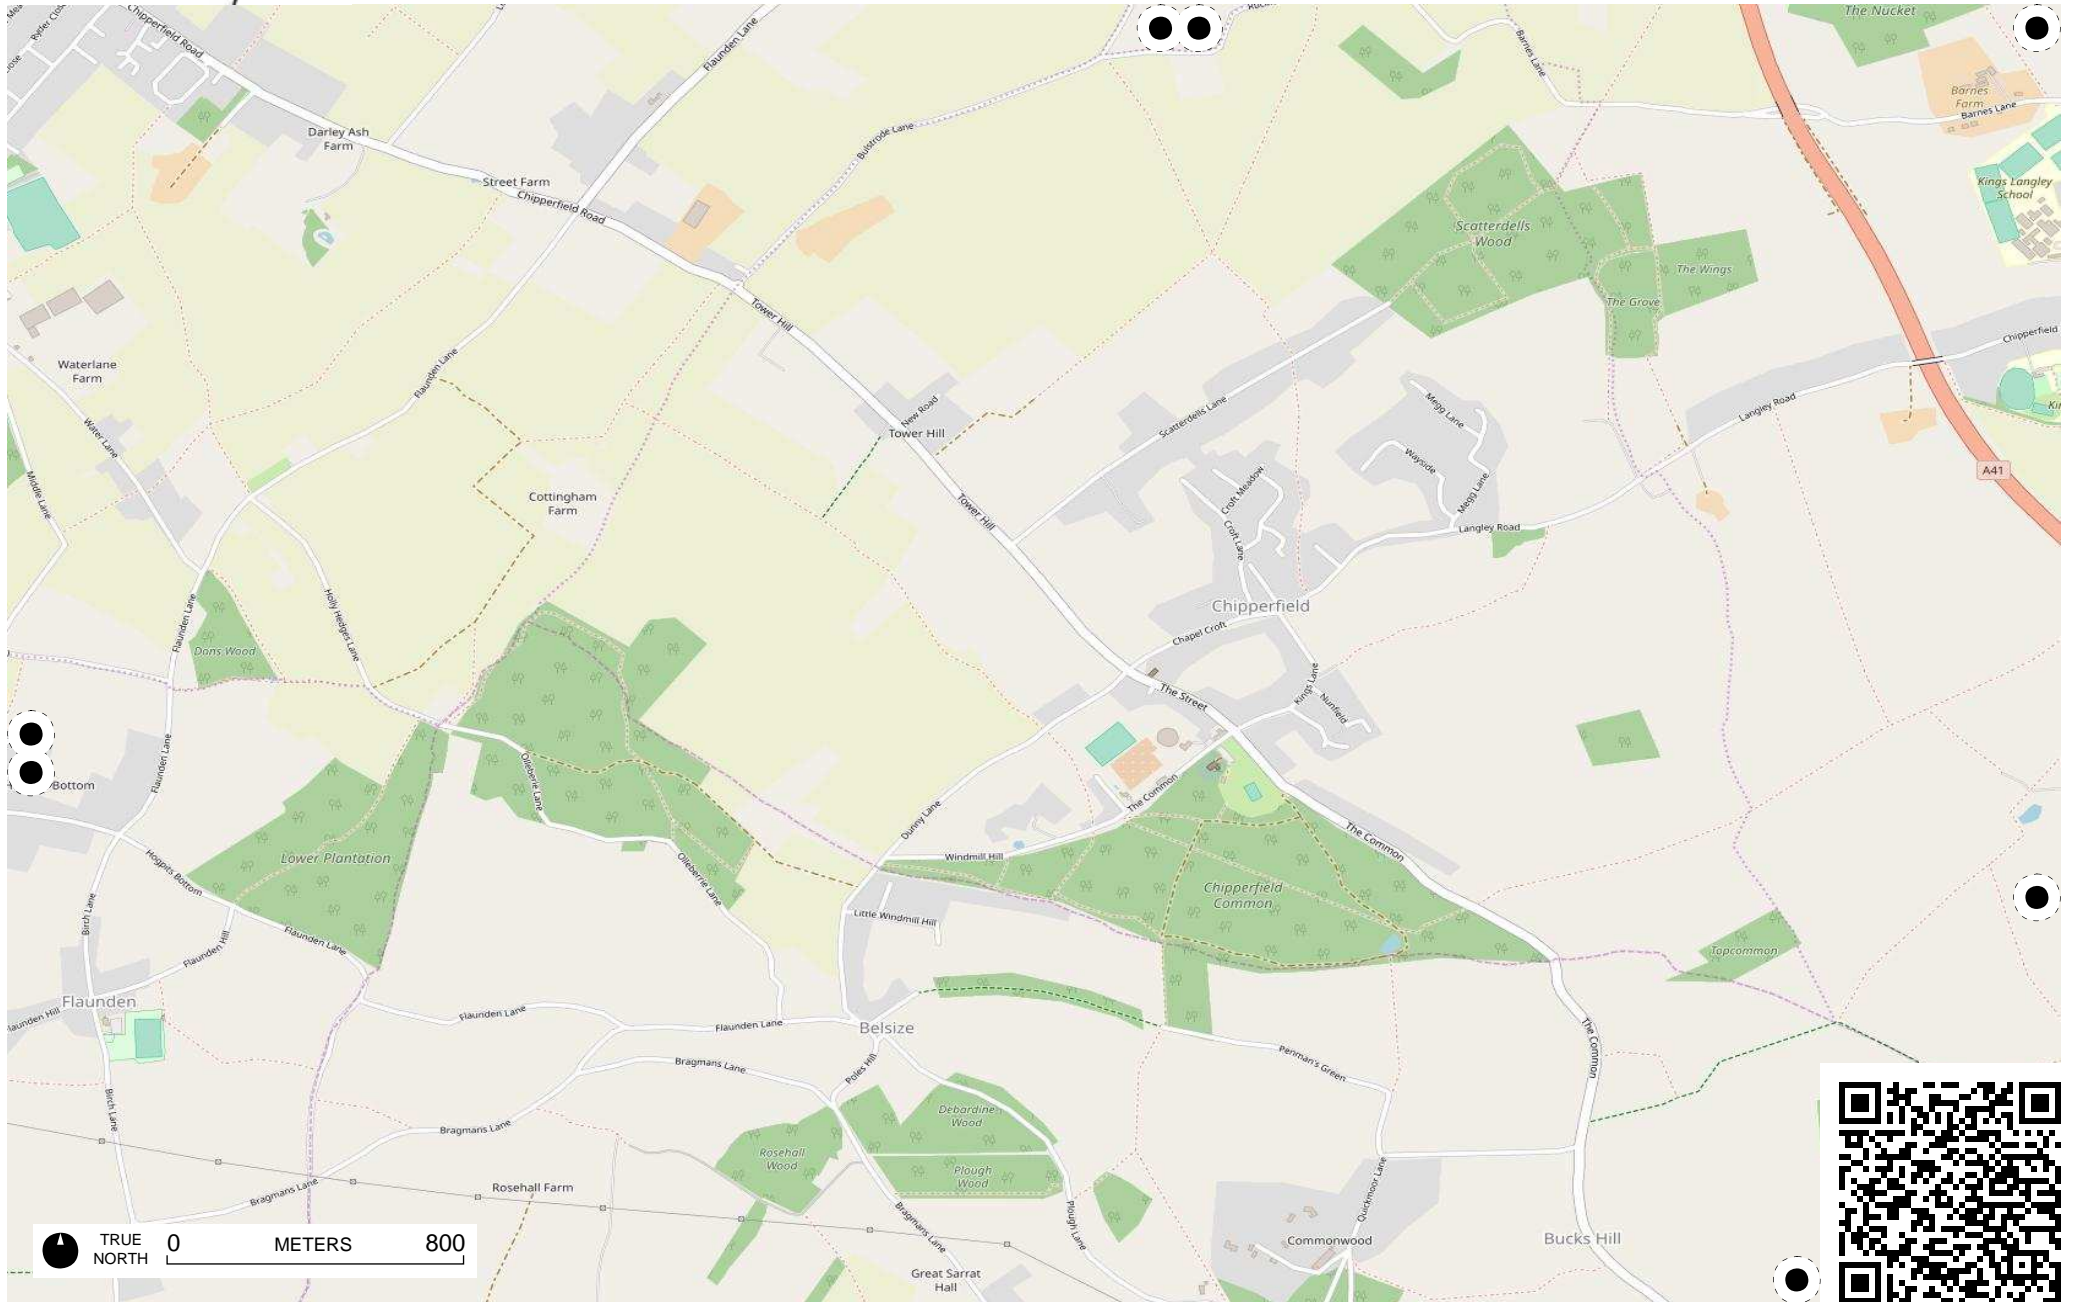 Chipperfield Road
Flaunden Lane
The Nucket
Barnes Lane
Barnes
Farm
Barnes Lane
Darley Ash
Farm
Bulstrode Lane
Street Farm
Chipperfield Road
Kings Langley
School
Scatterdells
Wood
The Wings
The Grove
Tower Hill
Chipperfield
Waterlane
Farm
Flaunden Lane
New Road
Tower Hill
Scatterdells Lane
Megg Lane
Langley Road
Water Lane
Middle Lane
Wayside
Megg Lane
A41
Cottingham
Farm
Tower Hill
Croft Meadow
Croft Lane
Langley Road
Holly Hedges Lane
Flaunden Lane
Chipperfield
Chapel Croft
Dons Wood
The Street
Kings Lane
Nunfield
Flaunden Lane
Bottom
Olleberrie Lane
The Common
Dunny Lane
The Common
Lower Plantation
Hogpits Bottom
Olleberrie Lane
Windmill Hill
Chipperfield
Common
Birch Lane
Flaunden Lane
Flaunden Hill
Little Windmill Hill
Topcommon
Flaunden
Flaunden Hill
Flaunden Lane
Flaunden Lane
Belsize
The Common
Bragmans Lane
Poles Hill
Penman's Green
Birch Lane
Debardine
Wood
Bragmans Lane
Rosehall
Wood
Plough
Wood
Rosehall Farm
Bragmans Lane
Bragmans Lane
Plough Lane
Quickmoor Lane
Commonwood
Bucks Hill
Great Sarrat
Hall
TRUE
NORTH
0 METERS 800